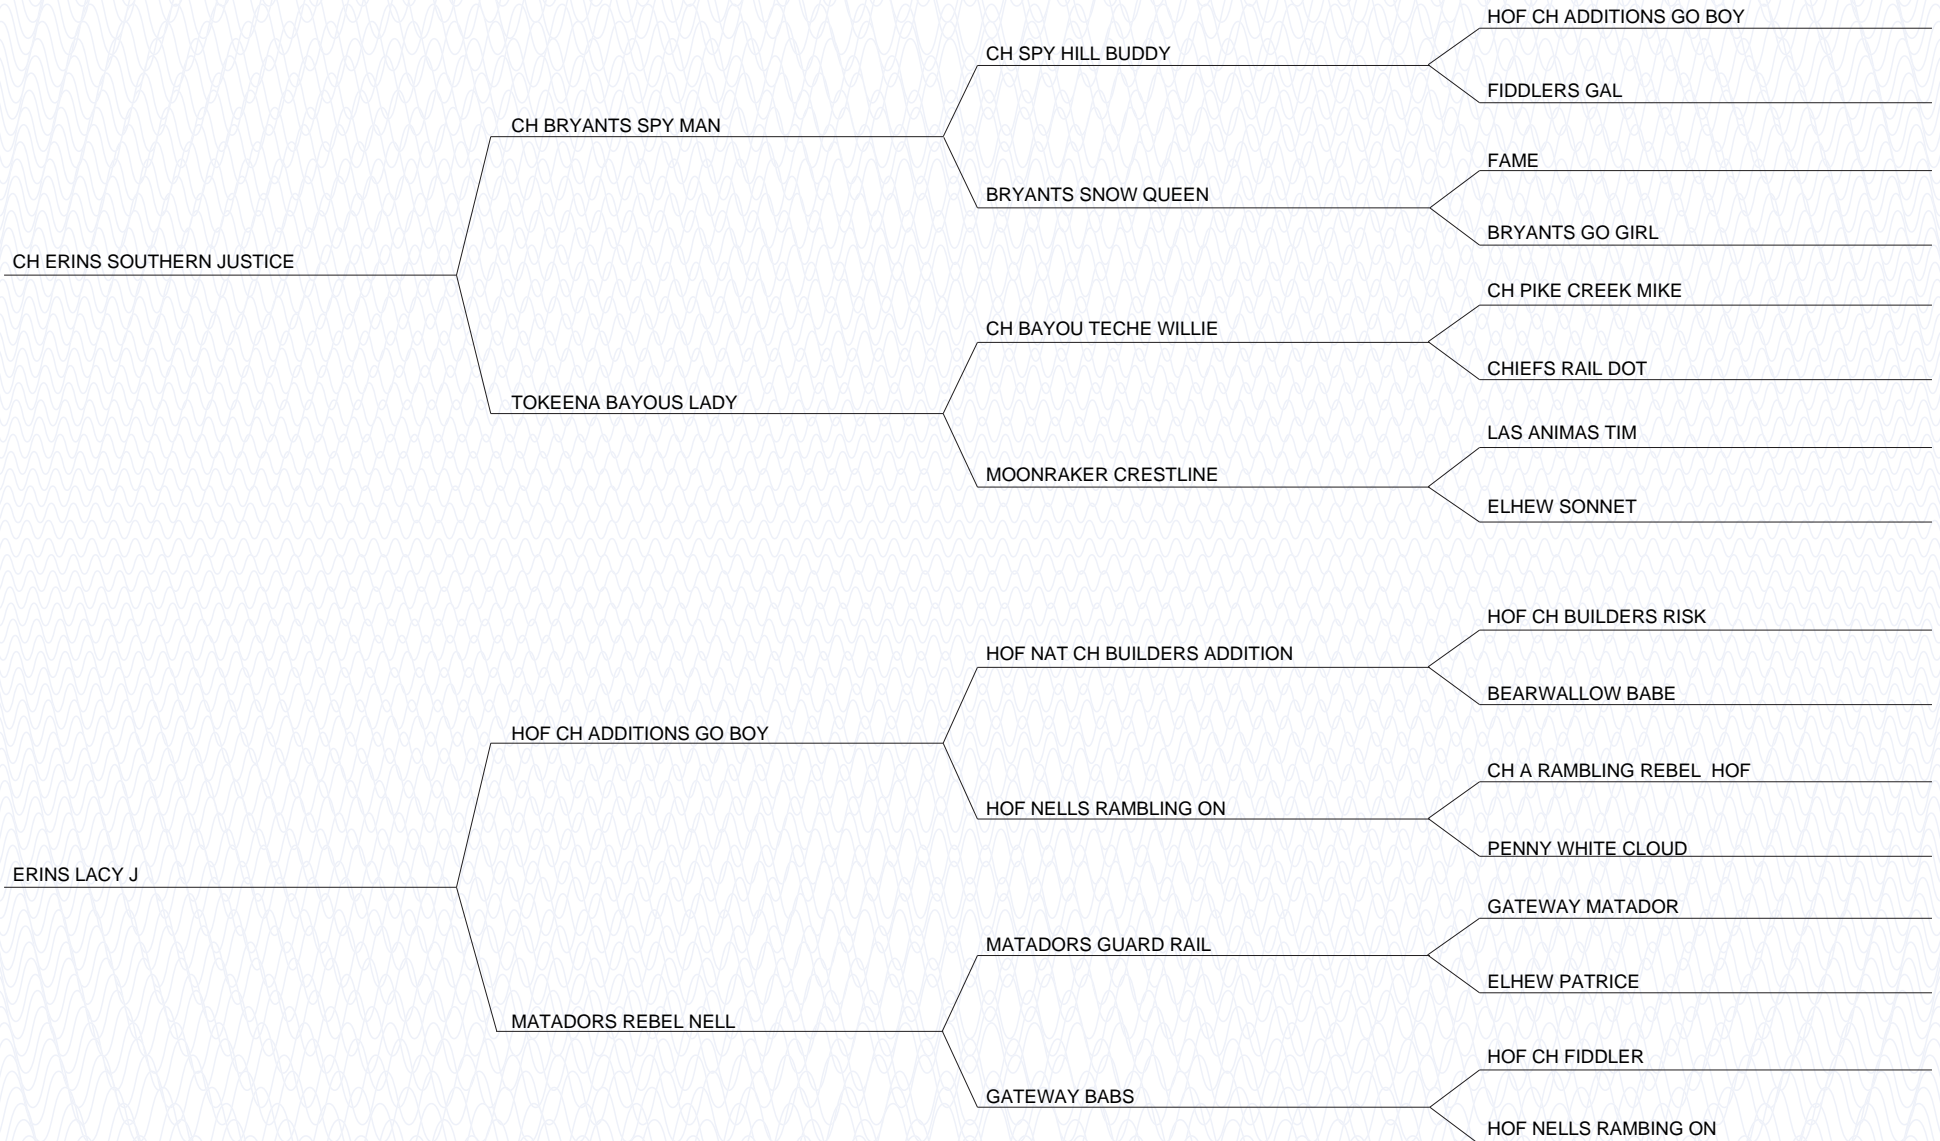 HOF CH ADDITIONS GO BOY
CH SPY HILL BUDDY
FIDDLERS GAL
CH BRYANTS SPY MAN
FAME
BRYANTS SNOW QUEEN
BRYANTS GO GIRL
CH ERINS SOUTHERN JUSTICE
CH PIKE CREEK MIKE
CH BAYOU TECHE WILLIE
CHIEFS RAIL DOT
TOKEENA BAYOUS LADY
LAS ANIMAS TIM
MOONRAKER CRESTLINE
ELHEW SONNET
HOF CH BUILDERS RISK
HOF NAT CH BUILDERS ADDITION
BEARWALLOW BABE
HOF CH ADDITIONS GO BOY
CH A RAMBLING REBEL  HOF
HOF NELLS RAMBLING ON
PENNY WHITE CLOUD
ERINS LACY J
GATEWAY MATADOR
MATADORS GUARD RAIL
ELHEW PATRICE
MATADORS REBEL NELL
HOF CH FIDDLER
GATEWAY BABS
HOF NELLS RAMBING ON